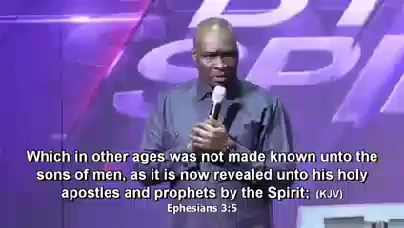 Which in other ages was not made known unto the
sons of men, as it is now revealed unto his holy
apostles and prophets by the Spirit; (KJV)
Ephesians 3:5